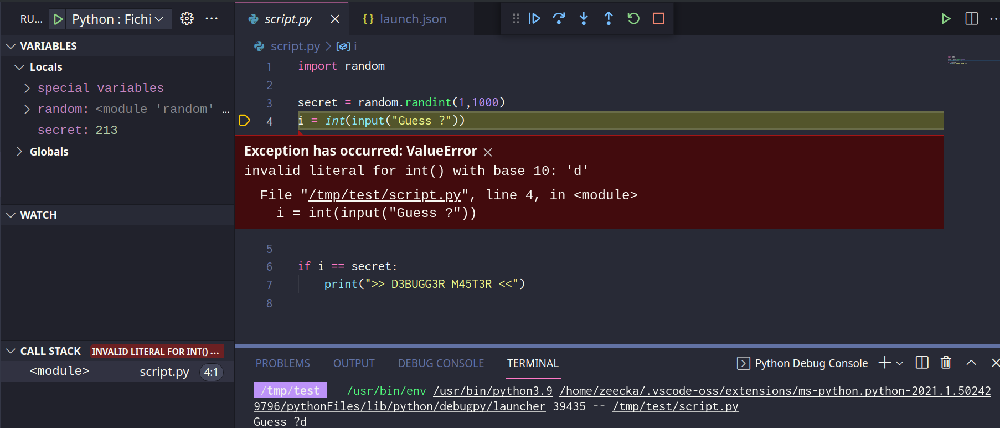 RU... Python : Fichi ...
VARIABLES
Locals
special variables
random: <module 'random' ...
secret: 213
Globals
WATCH
CALL STACK INVALID LITERAL FOR INT() ...
<module> script.py 4:1
script.py {} launch.json
script.py > i
1 import random
2
3 secret = random.randint(1,1000)
4 i = int(input("Guess ?"))
Exception has occurred: ValueError
invalid literal for int() with base 10: 'd'
File "/tmp/test/script.py", line 4, in <module>
i = int(input("Guess ?"))
5
6 if i == secret:
7 print(">> D3BUGG3R M45T3R <<")
8
PROBLEMS OUTPUT DEBUG CONSOLE TERMINAL Python Debug Console
/tmp/test /usr/bin/env /usr/bin/python3.9 /home/zeecka/.vscode-oss/extensions/ms-python.python-2021.1.50242
9796/pythonFiles/lib/python/debugpy/launcher 39435 -- /tmp/test/script.py
Guess ?d